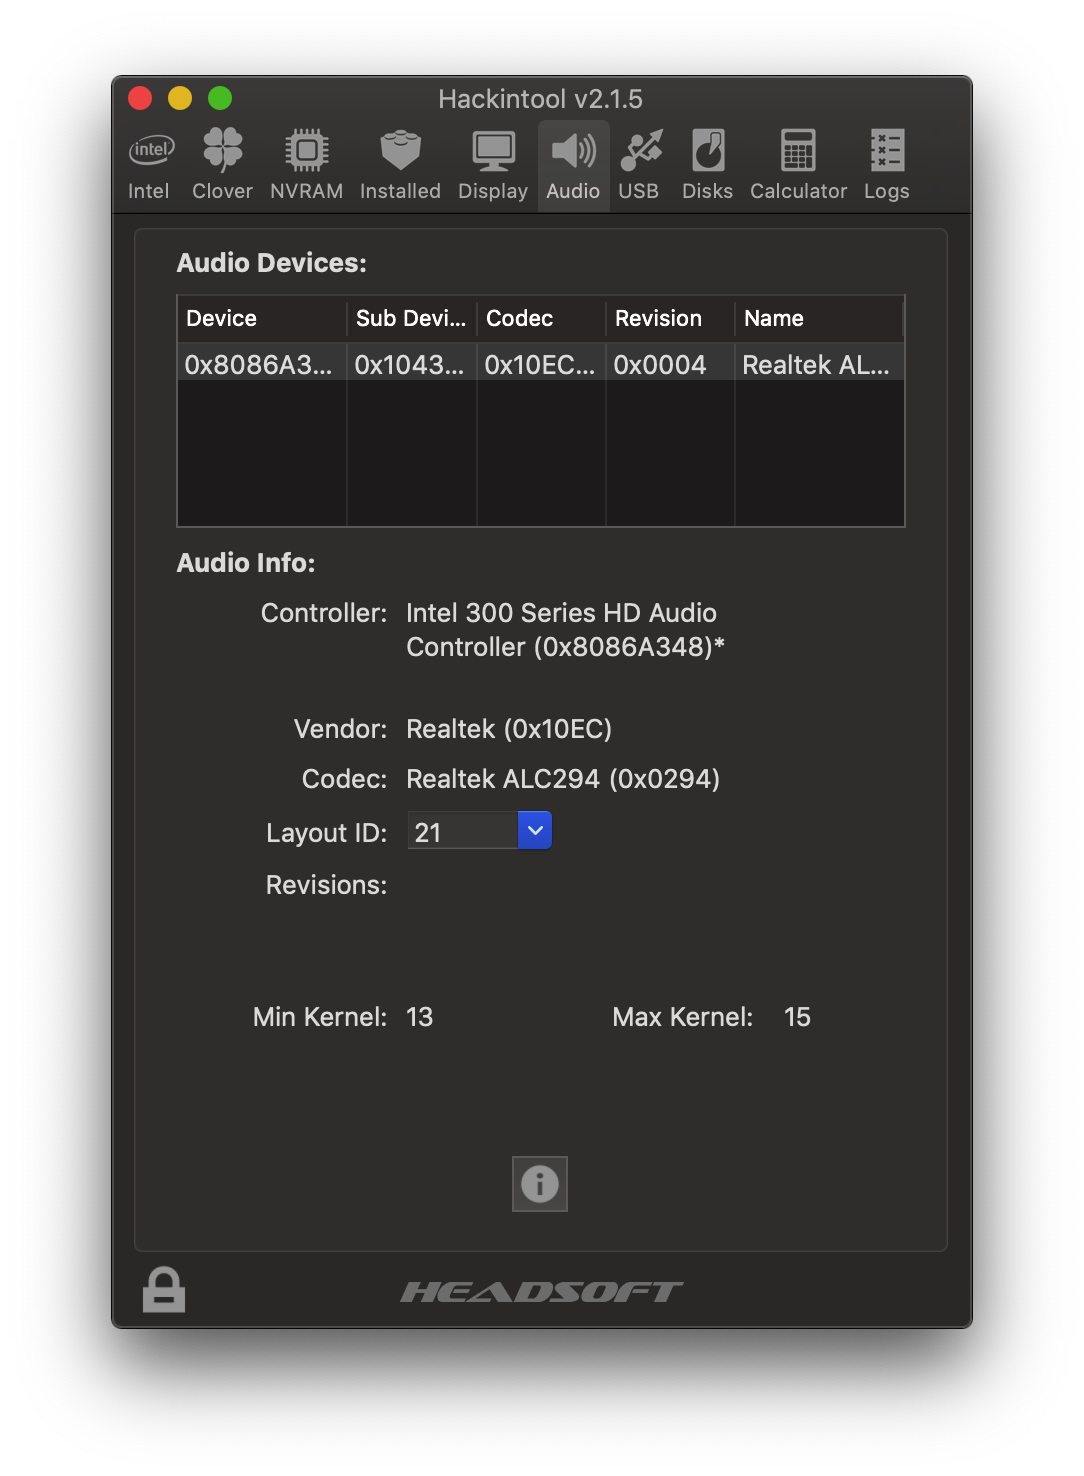 Hackintool v2.1.5
intel
Intel Clover NVRAM Installed Display Audio USB Disks Calculator Logs
Audio Devices:
Device Sub Devi... Codec Revision Name
0x8086A3... 0x1043... 0x10EC... 0x0004 Realtek AL...
Audio Info:
Controller: Intel 300 Series HD Audio
Controller (0x8086A348)*
Vendor: Realtek (0x10EC)
Codec: Realtek ALC294 (0x0294)
Layout ID: 21
Revisions:
Min Kernel: 13 Max Kernel: 15
HEADSOFT